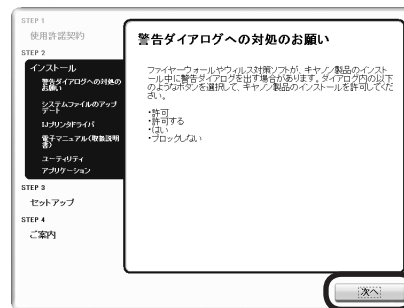 STEP 1
使用許諾契約
STEP 2
インストール
警告ダイアログへの対処の
お願い
システムファイルのアップ
デート
IJプリンタドライバ
電子マニュアル(取扱説明
書)
ユーティリティ
アプリケーション
STEP 3
セットアップ
STEP 4
ご案内
警告ダイアログへの対処のお願い
ファイヤーウォールやウィルス対策ソフトが、キヤノン製品のインスト
ール中に警告ダイアログを出す場合があります。ダイアログ内の以下
のようなボタンを選択して、キヤノン製品のインストールを許可してくだ
さい。
・許可
・許可する
・はい
・ブロックしない
次へ